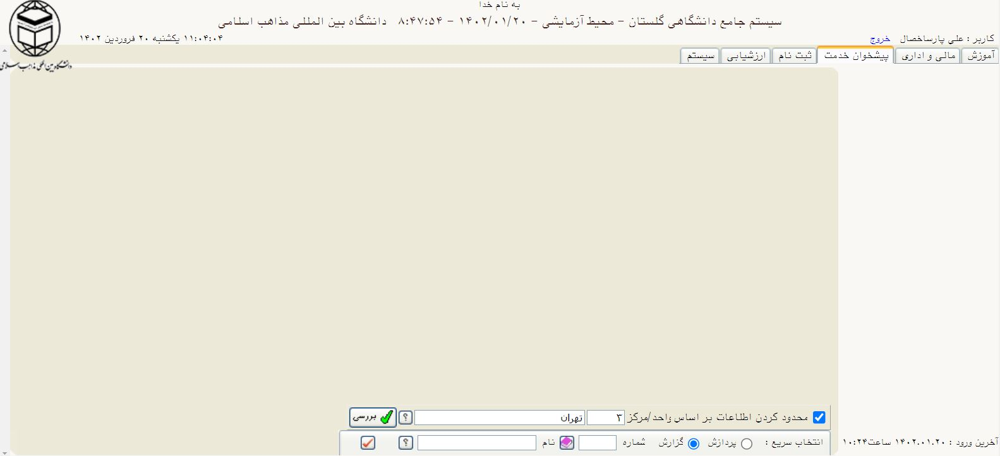 به نام خدا
سیستم جامع دانشگاهی گلستان - محیط آزمایشی - ۱۴۰۲/۰۱/۲۰ - ۸:۴۷:۵۴ دانشگاه بین المللی مذاهب اسلامی
کاربر : علی پارساخصال خروج
۱۱:۰۴:۰۴ یکشنبه ۲۰ فروردین ۱۴۰۲
آموزش مالی و اداری پیشخوان خدمت ثبت نام ارزشیابی سیستم
دانشگاه بین المللی مذاهب اسلامی
محدود کردن اطلاعات بر اساس واحد/مرکز ۳ تهران ؟ بررسی
انتخاب سریع : پردازش گزارش شماره نام ؟
آخرین ورود : ۱۴۰۲.۰۱.۲۰ ساعت۱۰:۲۴